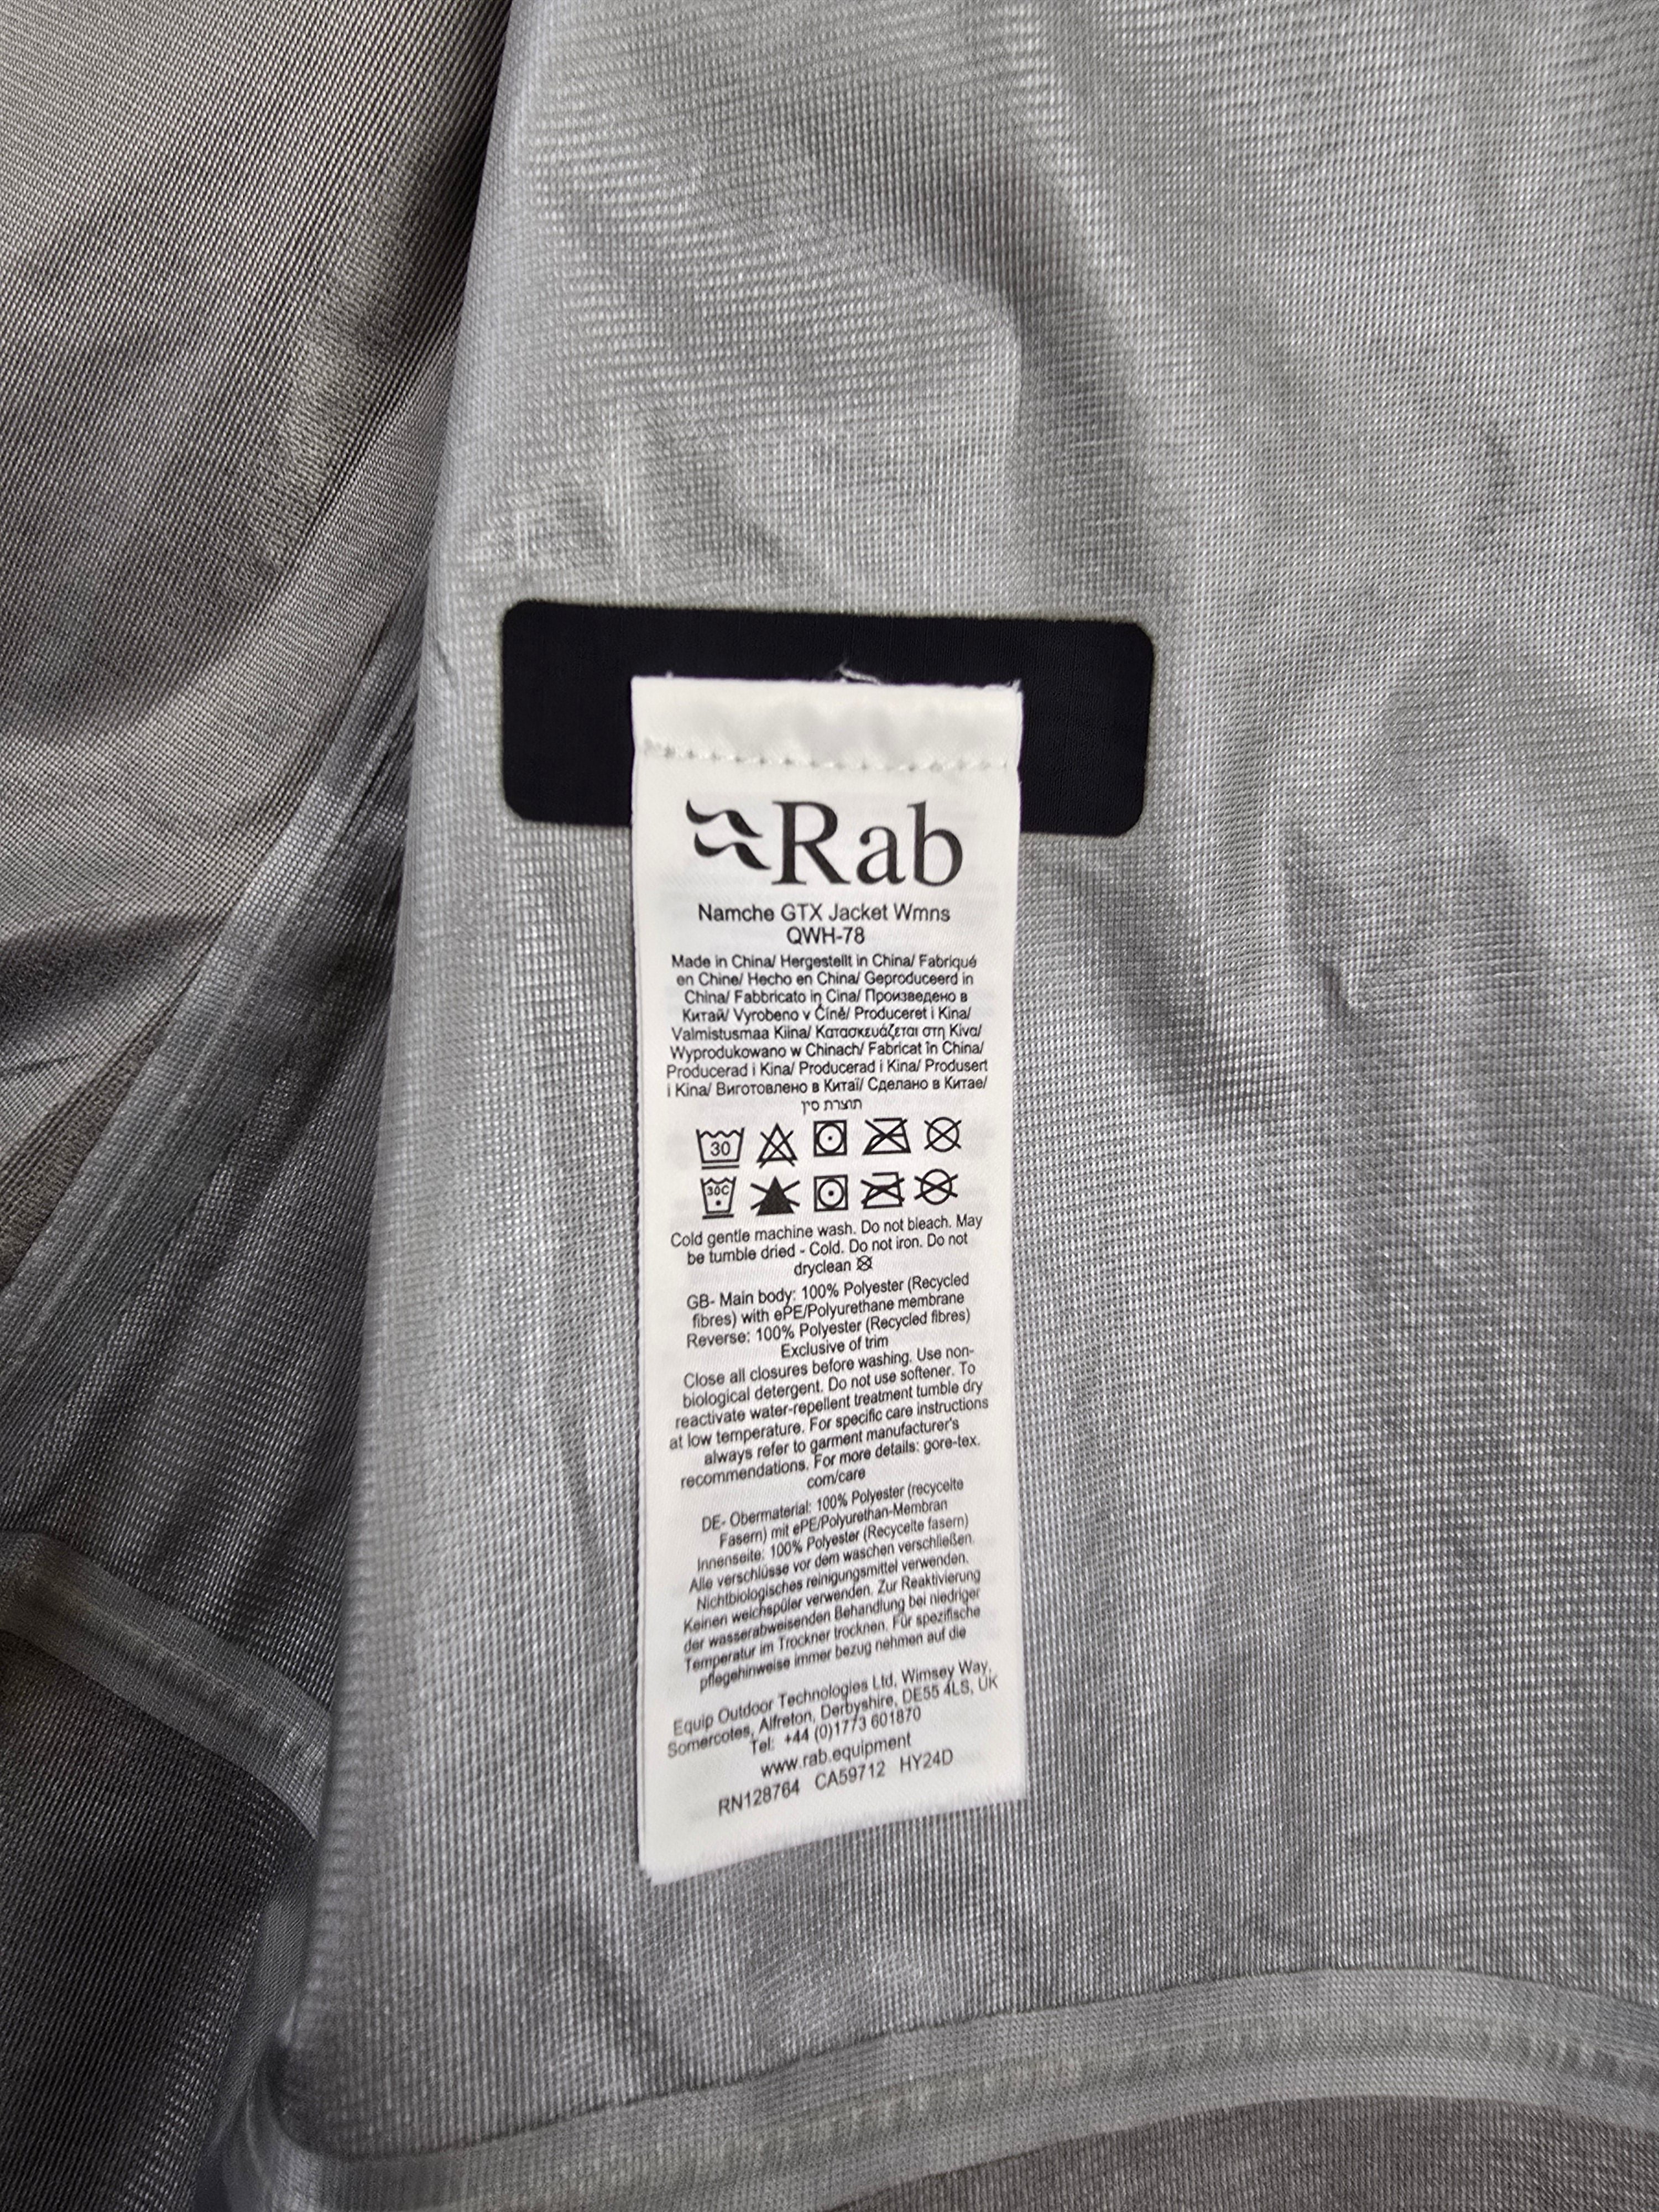 Rab
Namche GTX Jacket Wmns
QWH-78
Made in China/ Hergestellt in China/ Fabriqué
en Chine/ Hecho en China/ Geproduceerd in
China/ Fabbricato in Cina/ Произведено в
Китай/ Vyrobeno v Číně/ Produceret i Kina/
Valmistusmaa Kiina/ Κατασκευάζεται στη Κίνα/
Wyprodukowano w Chinach/ Fabricat în China/
Producerad i Kina/ Producerad i Kina/ Produsert
i Kina/ Виготовлено в Китаї/ Сделано в Китае/
תוצרת סין
30
30C
Cold gentle machine wash. Do not bleach. May
be tumble dried - Cold. Do not iron. Do not
dryclean
GB- Main body: 100% Polyester (Recycled
fibres) with ePE/Polyurethane membrane
Reverse: 100% Polyester (Recycled fibres)
Exclusive of trim
Close all closures before washing. Use non-
biological detergent. Do not use softener. To
reactivate water-repellent treatment tumble dry
at low temperature. For specific care instructions
always refer to garment manufacturer's
recommendations. For more details: gore-tex.
com/care
DE- Obermaterial: 100% Polyester (recycelte
Fasern) mit ePE/Polyurethan-Membran
Innenseite: 100% Polyester (Recycelte fasern)
Alle verschlüsse vor dem waschen verschließen.
Nichtbiologisches reinigungsmittel verwenden.
Keinen weichspüler verwenden. Zur Reaktivierung
der wasserabweisenden Behandlung bei niedriger
Temperatur im Trockner trocknen. Für spezifische
pflegehinweise immer bezug nehmen auf die
Equip Outdoor Technologies Ltd, Wimsey Way,
Somercotes, Alfreton, Derbyshire, DE55 4LS, UK
Tel: +44 (0)1773 601870
www.rab.equipment
RN128764 CA59712 HY24D